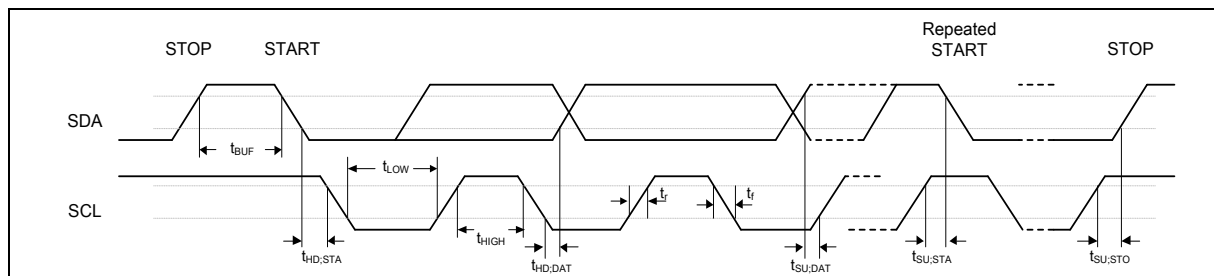 Repeated
STOP START START STOP
SDA
tBUF
tLOW
SCL
tr tf
tHD;STA tHIGH tHD;DAT tSU;DAT tSU;STA tSU;STO